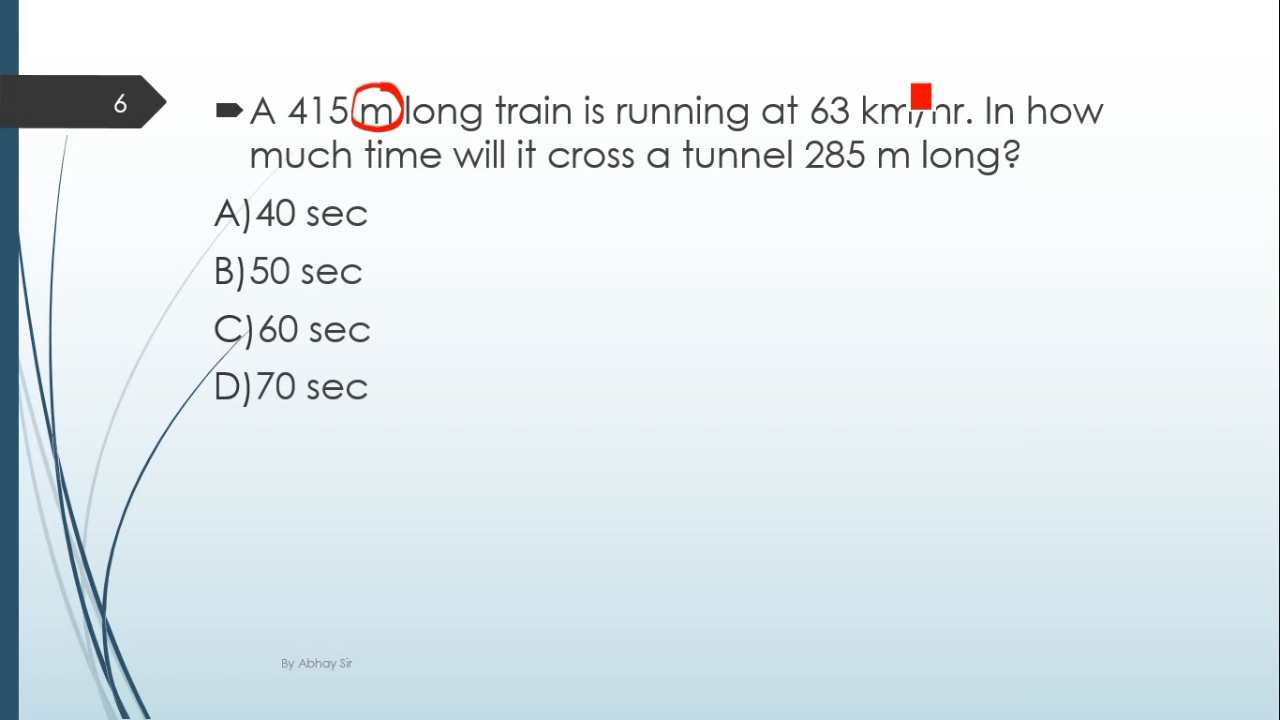 6
A 415 m long train is running at 63 km/hr. In how
much time will it cross a tunnel 285 m long?
A)40 sec
B)50 sec
C)60 sec
D)70 sec
By Abhay Sir